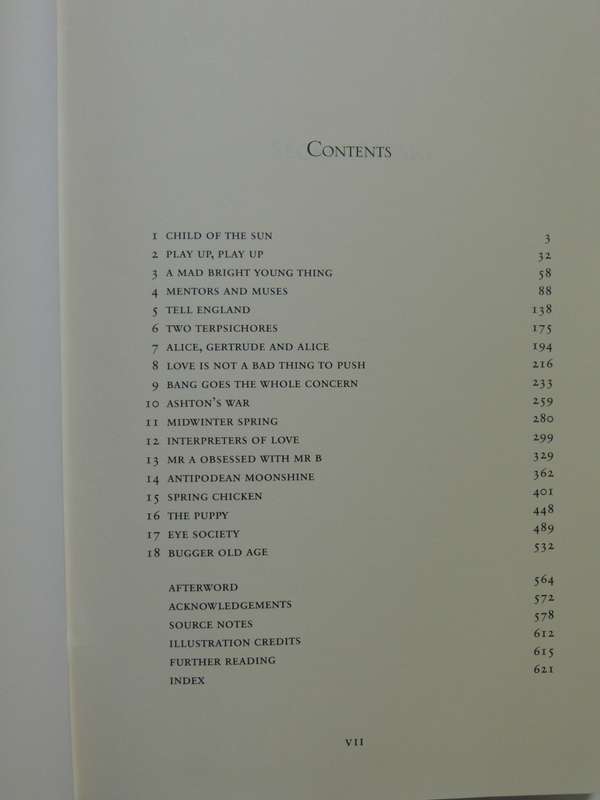 CONTENTS
1 CHILD OF THE SUN 3
2 PLAY UP, PLAY UP 32
3 A MAD BRIGHT YOUNG THING 58
4 MENTORS AND MUSES 88
5 TELL ENGLAND 138
6 TWO TERPSICHORES 175
7 ALICE, GERTRUDE AND ALICE 194
8 LOVE IS NOT A BAD THING TO PUSH 216
9 BANG GOES THE WHOLE CONCERN 233
10 ASHTON'S WAR 259
11 MIDWINTER SPRING 280
12 INTERPRETERS OF LOVE 299
13 MR A OBSESSED WITH MR B 329
14 ANTIPODEAN MOONSHINE 362
15 SPRING CHICKEN 401
16 THE PUPPY 448
17 EYE SOCIETY 489
18 BUGGER OLD AGE 532
AFTERWORD 564
ACKNOWLEDGEMENTS 572
SOURCE NOTES 578
ILLUSTRATION CREDITS 612
FURTHER READING 615
INDEX 621
VII